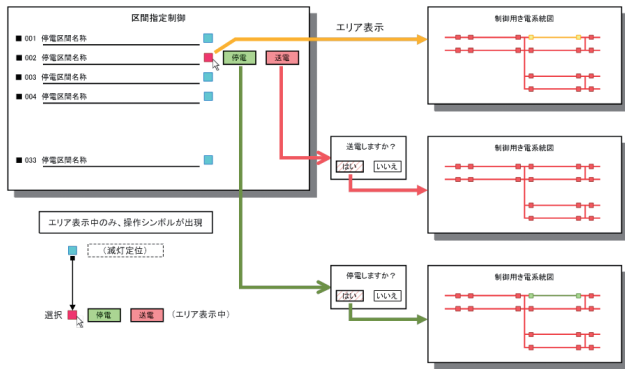 区間指定制御
■ 001 停電区間名称
■ 002 停電区間名称
停電
送電
■ 003 停電区間名称
■ 004 停電区間名称
■ 033 停電区間名称
エリア表示
制御用き電系統図
送電しますか？
はい
いいえ
制御用き電系統図
エリア表示中のみ、操作シンボルが出現
（滅灯定位）
選択
停電
送電
（エリア表示中）
停電しますか？
はい
いいえ
制御用き電系統図